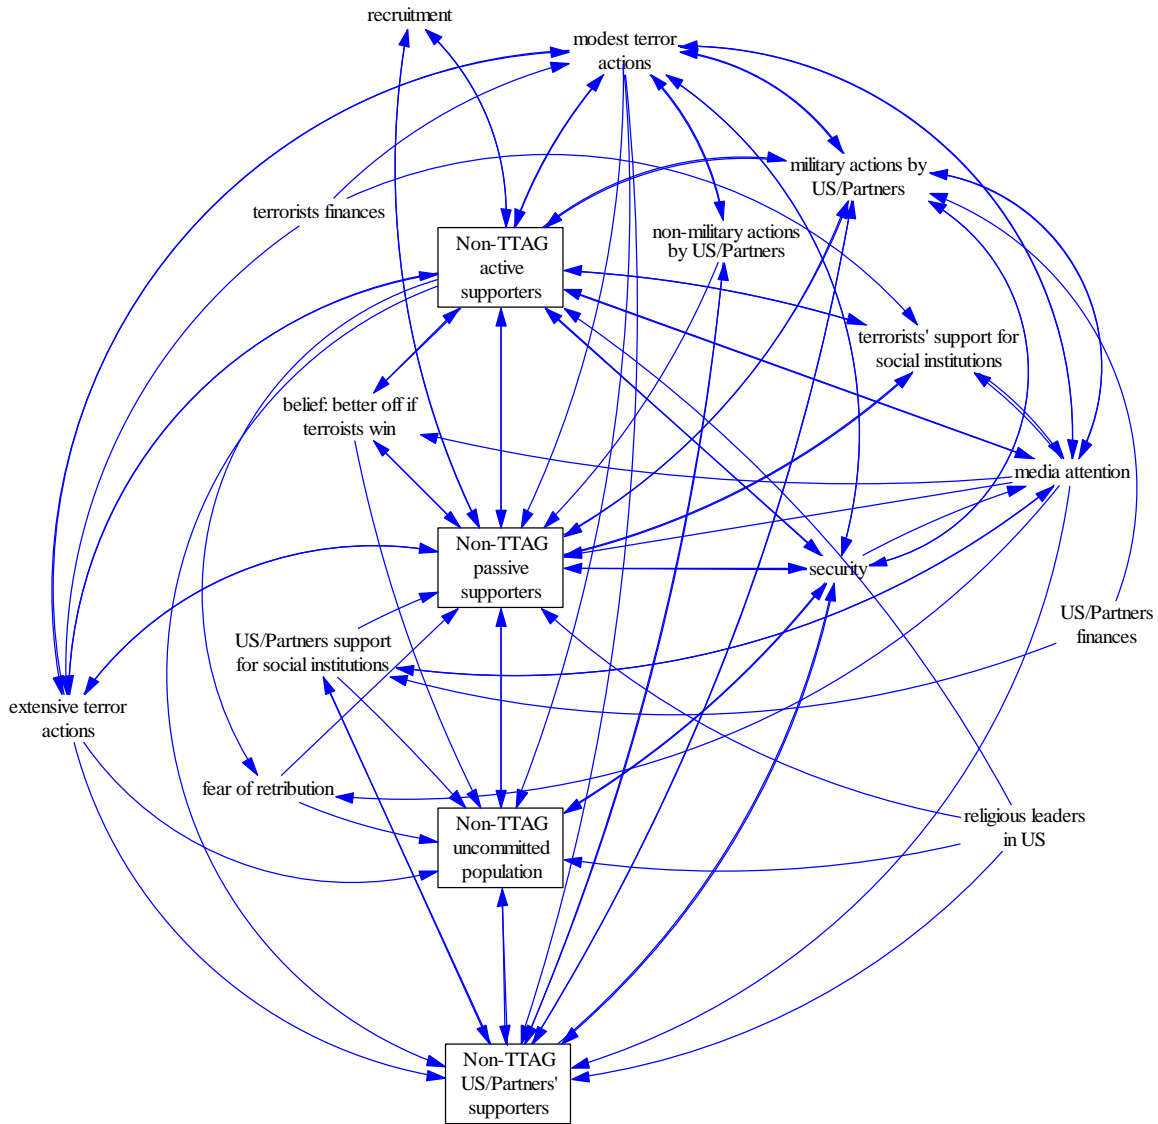 recruitment
modest terror
actions
military actions by
US/Partners
terrorists finances
non-military actions
by US/Partners
Non-TTAG
active
supporters
terrorists' support for
social institutions
belief: better off if
terroists win
media attention
Non-TTAG
passive
supporters
security
US/Partners
finances
US/Partners support
for social institutions
extensive terror
actions
fear of retribution
religious leaders
in US
Non-TTAG
uncommitted
population
Non-TTAG
US/Partners'
supporters